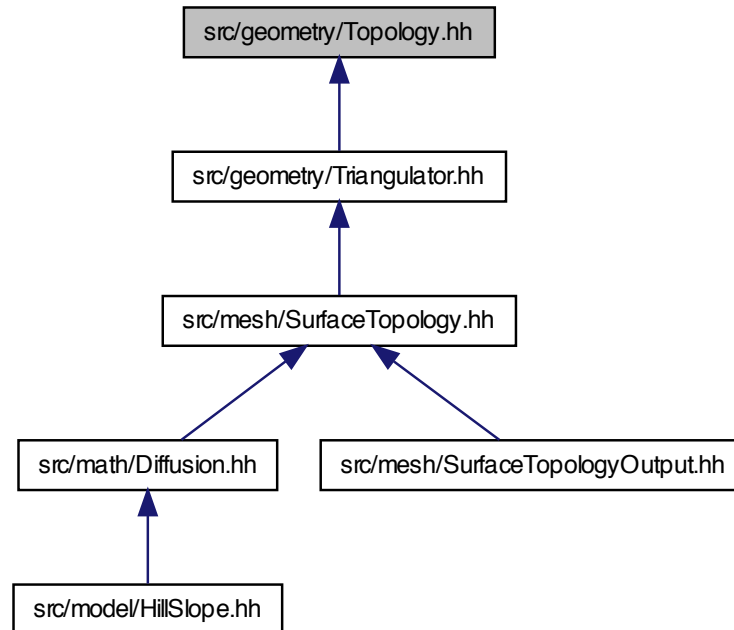 src/geometry/Topology.hh
src/geometry/Triangulator.hh
src/mesh/SurfaceTopology.hh
src/math/Diffusion.hh
src/mesh/SurfaceTopologyOutput.hh
src/model/HillSlope.hh